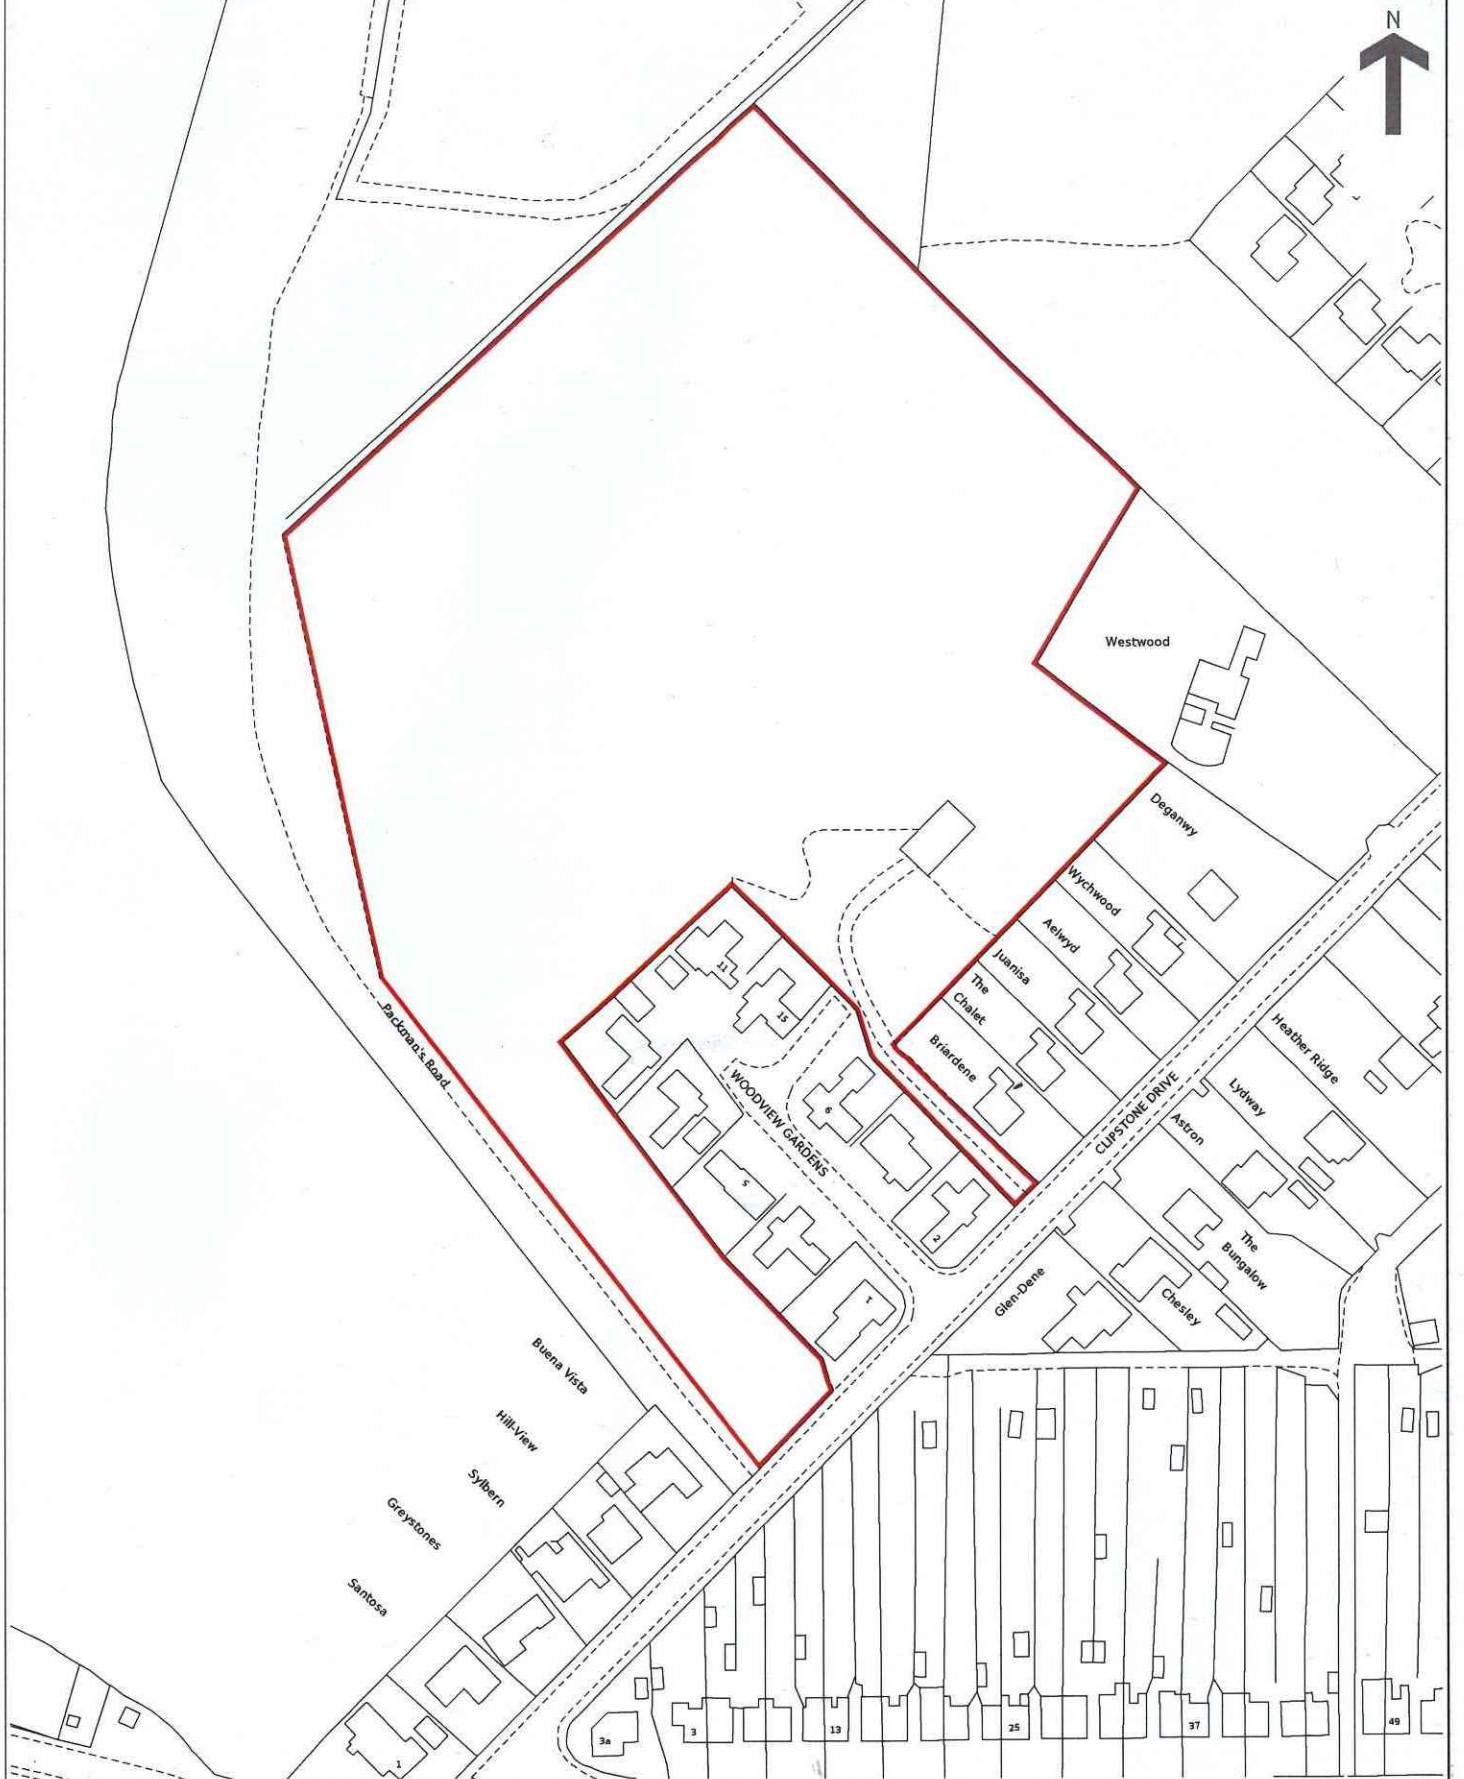 N
Westwood
Deganwy
Wychwood
Aelwyd
Juanisa
The
Chalet
Briardene
11
15
Packman's Road
WOODVIEW GARDENS
6
5
2
1
CLIPSTONE DRIVE
Heather Ridge
Lydway
Astron
The
Bungalow
Chesley
Glen-Dene
Buena Vista
Hill-View
Sylbern
Greystones
Santosa
1
3a
3
13
25
37
49